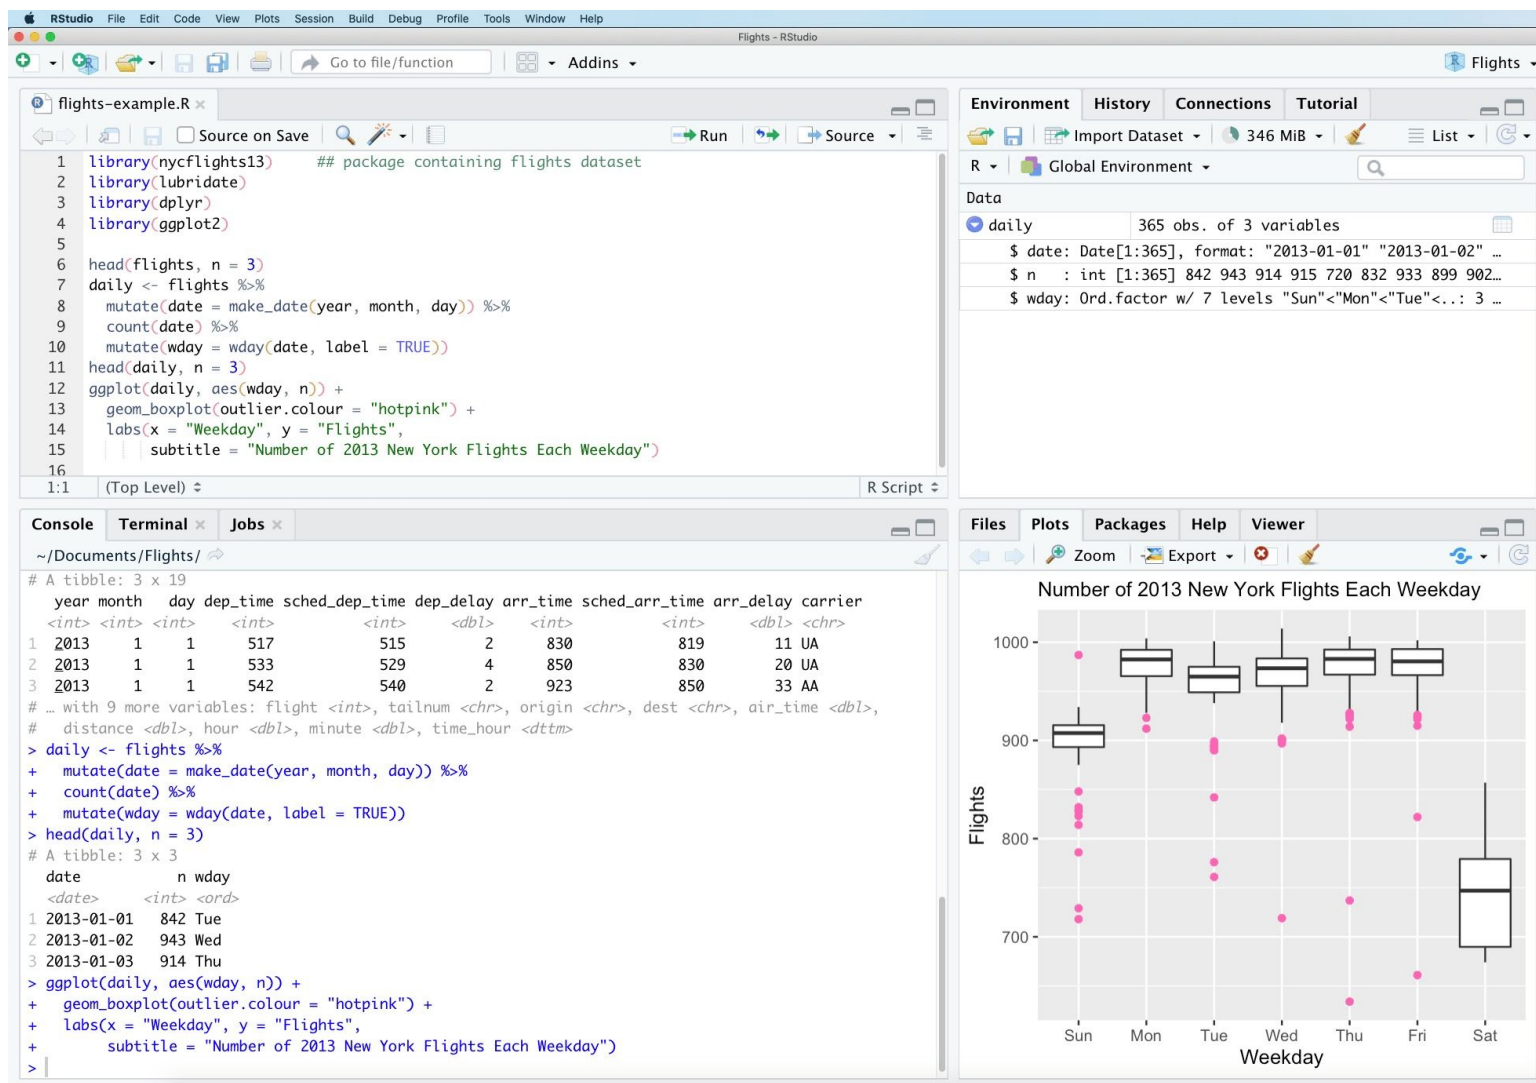 RStudio File Edit Code View Plots Session Build Debug Profile Tools Window Help
Flights - RStudio
Go to file/function Addins Flights
flights-example.R
Source on Save Run Source
1 library(nycflights13) ## package containing flights dataset
2 library(lubridate)
3 library(dplyr)
4 library(ggplot2)
5
6 head(flights, n = 3)
7 daily <- flights %>%
8 mutate(date = make_date(year, month, day)) %>%
9 count(date) %>%
10 mutate(wday = wday(date, label = TRUE))
11 head(daily, n = 3)
12 ggplot(daily, aes(wday, n)) +
13 geom_boxplot(outlier.colour = "hotpink") +
14 labs(x = "Weekday", y = "Flights",
15 subtitle = "Number of 2013 New York Flights Each Weekday")
16
1:1 (Top Level) R Script
Environment History Connections Tutorial
Import Dataset 346 MiB List
R Global Environment
Data
daily 365 obs. of 3 variables
$ date: Date[1:365], format: "2013-01-01" "2013-01-02" …
$ n : int [1:365] 842 943 914 915 720 832 933 899 902…
$ wday: Ord.factor w/ 7 levels "Sun"<"Mon"<"Tue"<..: 3 …
Console Terminal Jobs
~/Documents/Flights/
# A tibble: 3 x 19
year month day dep_time sched_dep_time dep_delay arr_time sched_arr_time arr_delay carrier
<int> <int> <int> <int> <int> <dbl> <int> <int> <dbl> <chr>
1 2013 1 1 517 515 2 830 819 11 UA
2 2013 1 1 533 529 4 850 830 20 UA
3 2013 1 1 542 540 2 923 850 33 AA
# … with 9 more variables: flight <int>, tailnum <chr>, origin <chr>, dest <chr>, air_time <dbl>,
# distance <dbl>, hour <dbl>, minute <dbl>, time_hour <dttm>
> daily <- flights %>%
+ mutate(date = make_date(year, month, day)) %>%
+ count(date) %>%
+ mutate(wday = wday(date, label = TRUE))
> head(daily, n = 3)
# A tibble: 3 x 3
date n wday
<date> <int> <ord>
1 2013-01-01 842 Tue
2 2013-01-02 943 Wed
3 2013-01-03 914 Thu
> ggplot(daily, aes(wday, n)) +
+ geom_boxplot(outlier.colour = "hotpink") +
+ labs(x = "Weekday", y = "Flights",
+ subtitle = "Number of 2013 New York Flights Each Weekday")
>
Files Plots Packages Help Viewer
Zoom Export
Number of 2013 New York Flights Each Weekday
1000
900
800
700
Flights
Sun Mon Tue Wed Thu Fri Sat
Weekday